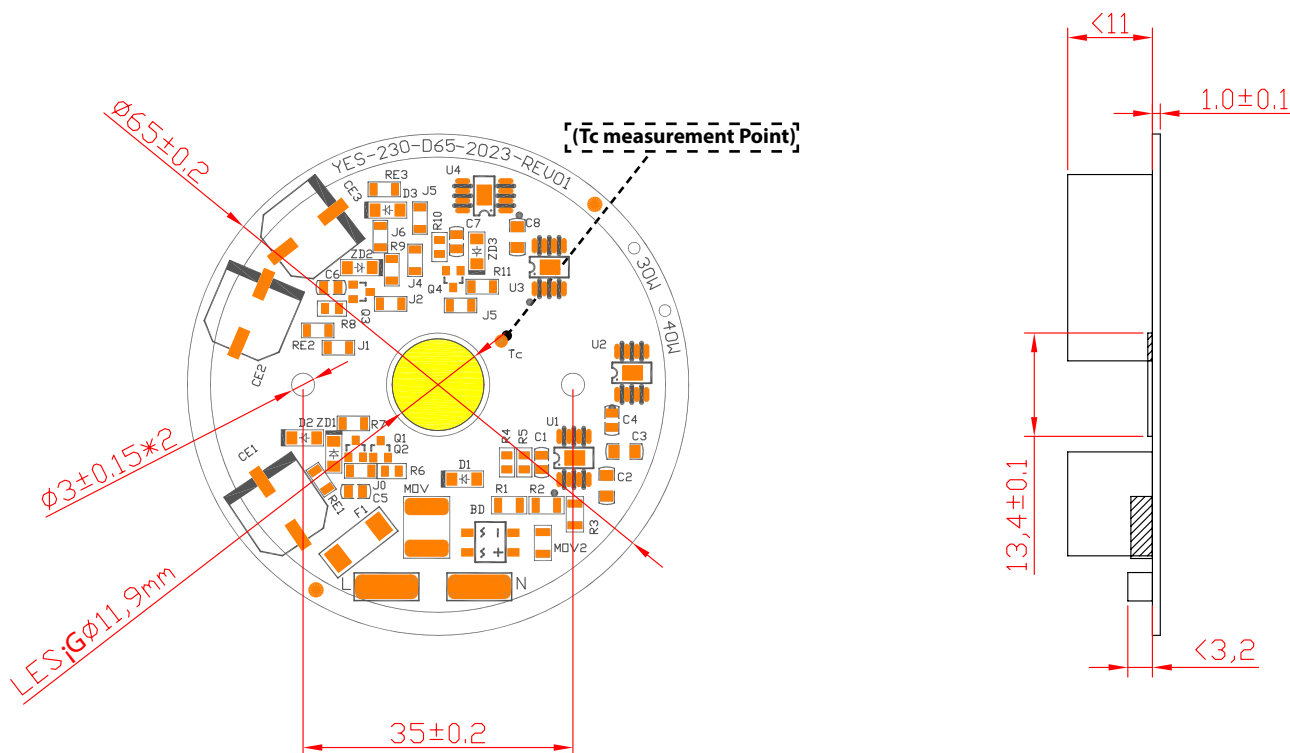 <11
1.0±0.1
Ø65±0.2
(Tc measurement Point)
YES-230-D65-2023-REV01
U4
RE3
CE3
D3
J5
R10
C7
C8
J6
R9
ZD3
ZD2
J4
R11
C6
Q4
U3
J2
Q3
R8
J5
30W
40W
RE2
J1
Tc
U2
CE2
Ø3±0.15*2
D2
ZD1
R7
Q1
Q2
U1
C4
R4
R5
C1
C3
CE1
R6
D1
C2
J0
C5
RE1
MOV
R1
R2
F1
BD
R3
MOV2
L
N
LES¡GØ11,9mm
13,4±0.1
<3,2
35±0.2